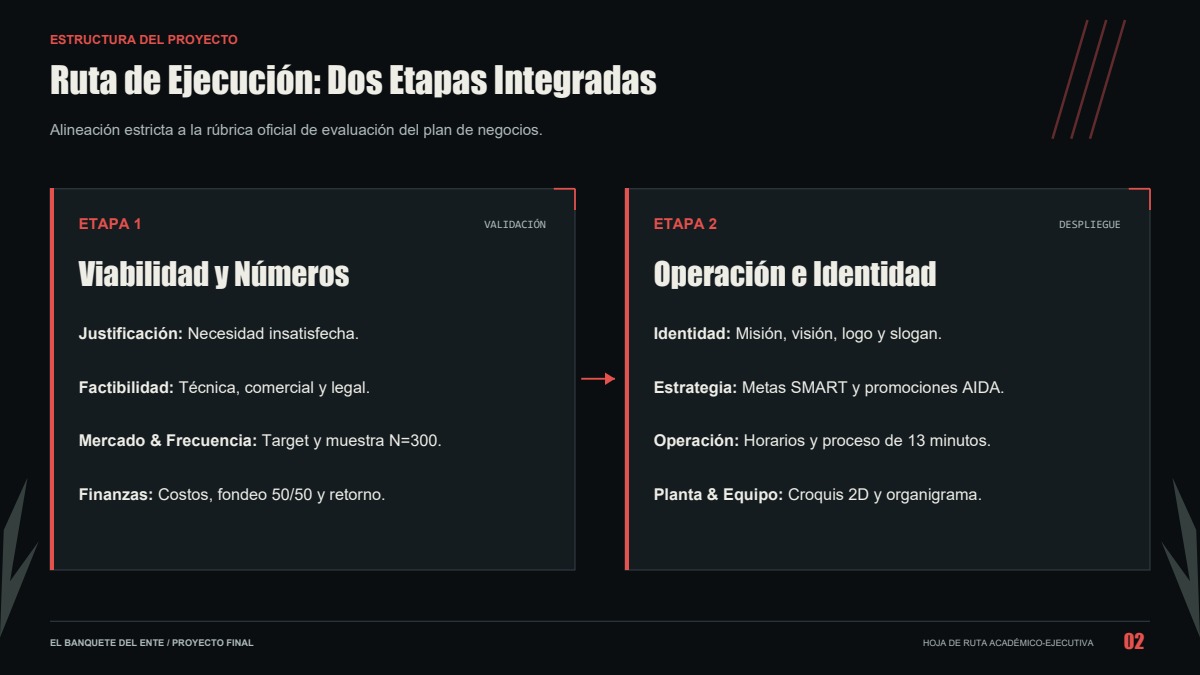 ESTRUCTURA DEL PROYECTO
Ruta de Ejecución: Dos Etapas Integradas
Alineación estricta a la rúbrica oficial de evaluación del plan de negocios.
ETAPA 1
VALIDACIÓN
Viabilidad y Números
Justificación: Necesidad insatisfecha.
Factibilidad: Técnica, comercial y legal.
Mercado & Frecuencia: Target y muestra N=300.
Finanzas: Costos, fondeo 50/50 y retorno.
ETAPA 2
DESPLIEGUE
Operación e Identidad
Identidad: Misión, visión, logo y slogan.
Estrategia: Metas SMART y promociones AIDA.
Operación: Horarios y proceso de 13 minutos.
Planta & Equipo: Croquis 2D y organigrama.
EL BANQUETE DEL ENTE / PROYECTO FINAL
HOJA DE RUTA ACADÉMICO-EJECUTIVA
02